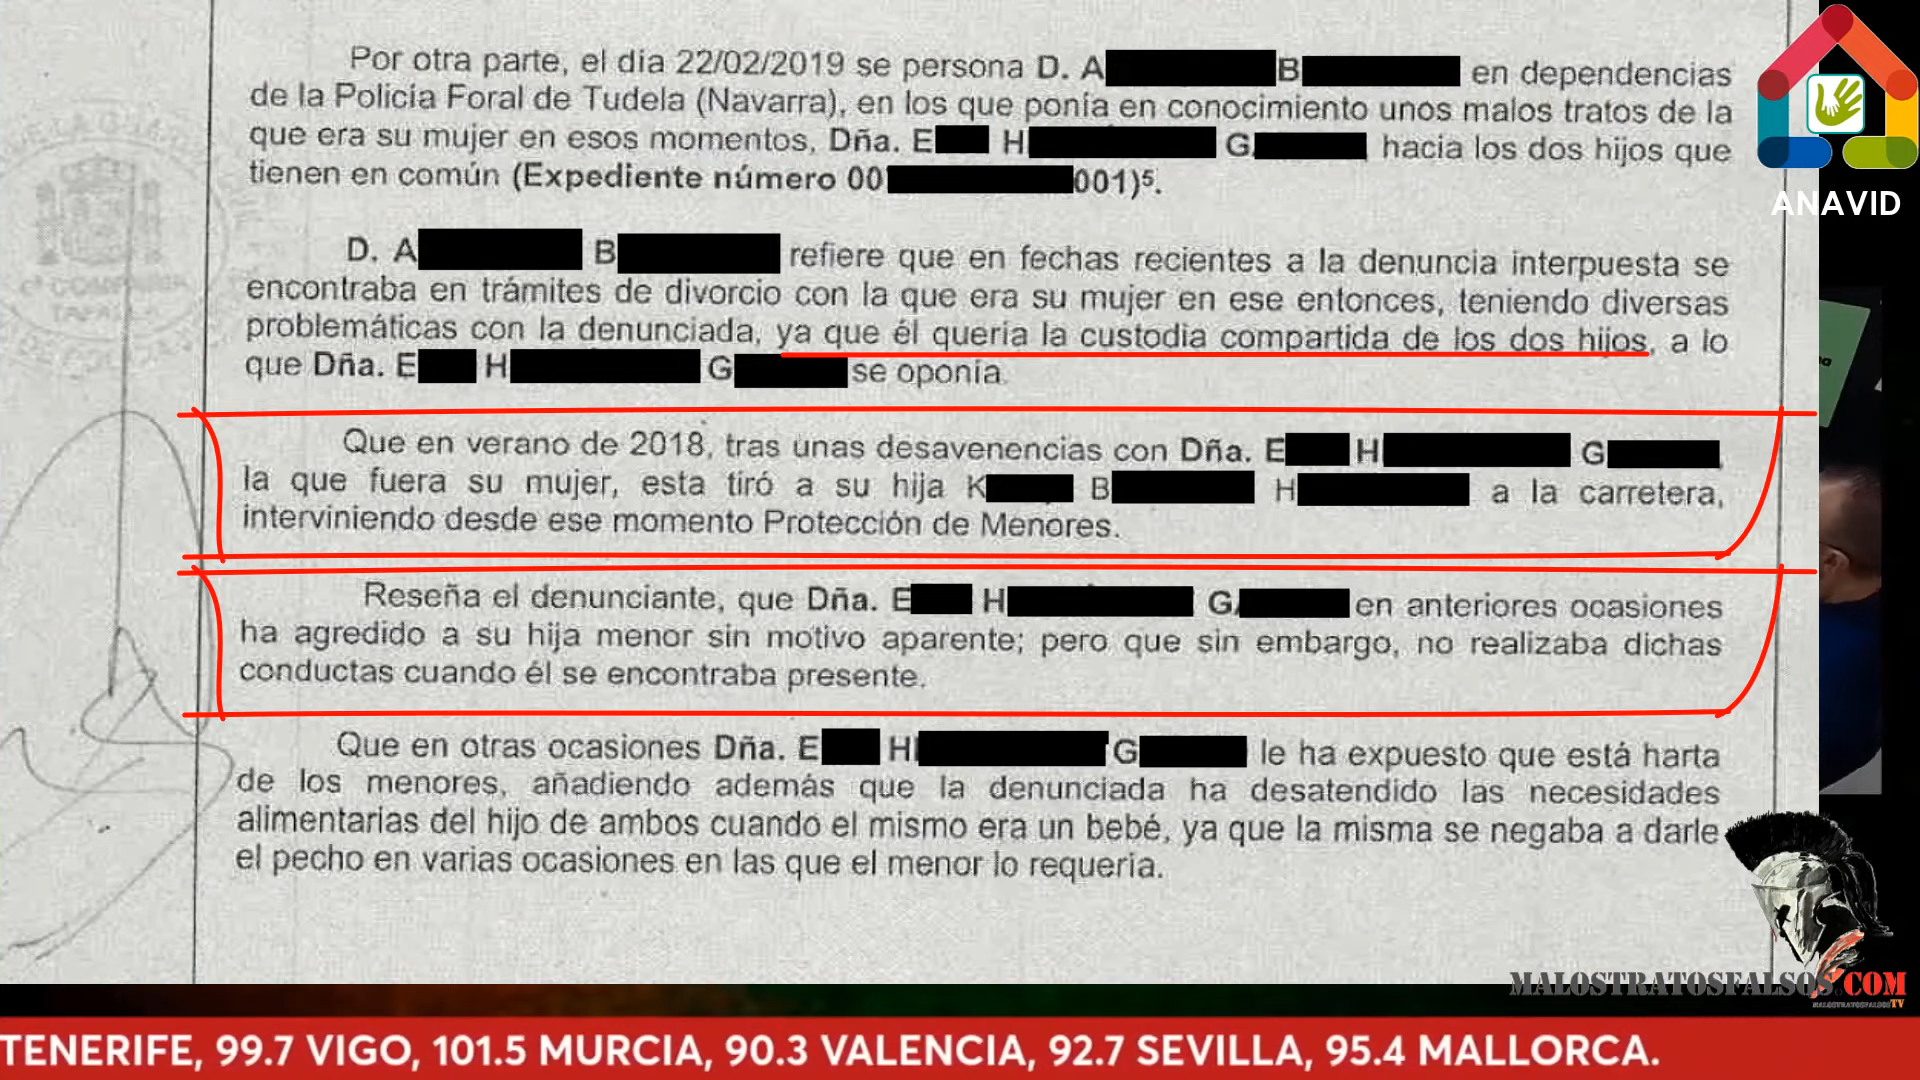 Por otra parte, el día 22/02/2019 se persona D. A B en dependencias
de la Policía Foral de Tudela (Navarra), en los que ponía en conocimiento unos malos tratos de la
que era su mujer en esos momentos, Dña. E H G hacia los dos hijos que
tienen en común (Expediente número 00 001)⁵.
D. A B refiere que en fechas recientes a la denuncia interpuesta se
encontraba en trámites de divorcio con la que era su mujer en ese entonces, teniendo diversas
problemáticas con la denunciada, ya que él quería la custodia compartida de los dos hijos, a lo
que Dña. E H G se oponía.
Que en verano de 2018, tras unas desavenencias con Dña. E H G,
la que fuera su mujer, esta tiró a su hija K B H a la carretera,
interviniendo desde ese momento Protección de Menores.
Reseña el denunciante, que Dña. E H G en anteriores ocasiones
ha agredido a su hija menor sin motivo aparente; pero que sin embargo, no realizaba dichas
conductas cuando él se encontraba presente.
Que en otras ocasiones Dña. E H G le ha expuesto que está harta
de los menores, añadiendo además que la denunciada ha desatendido las necesidades
alimentarias del hijo de ambos cuando el mismo era un bebé, ya que la misma se negaba a darle
el pecho en varias ocasiones en las que el menor lo requería.
ANAVID
MALOSTRATOSFALSOS.COM
MALOSTRATOSFALSOS TV
TENERIFE, 99.7 VIGO, 101.5 MURCIA, 90.3 VALENCIA, 92.7 SEVILLA, 95.4 MALLORCA.